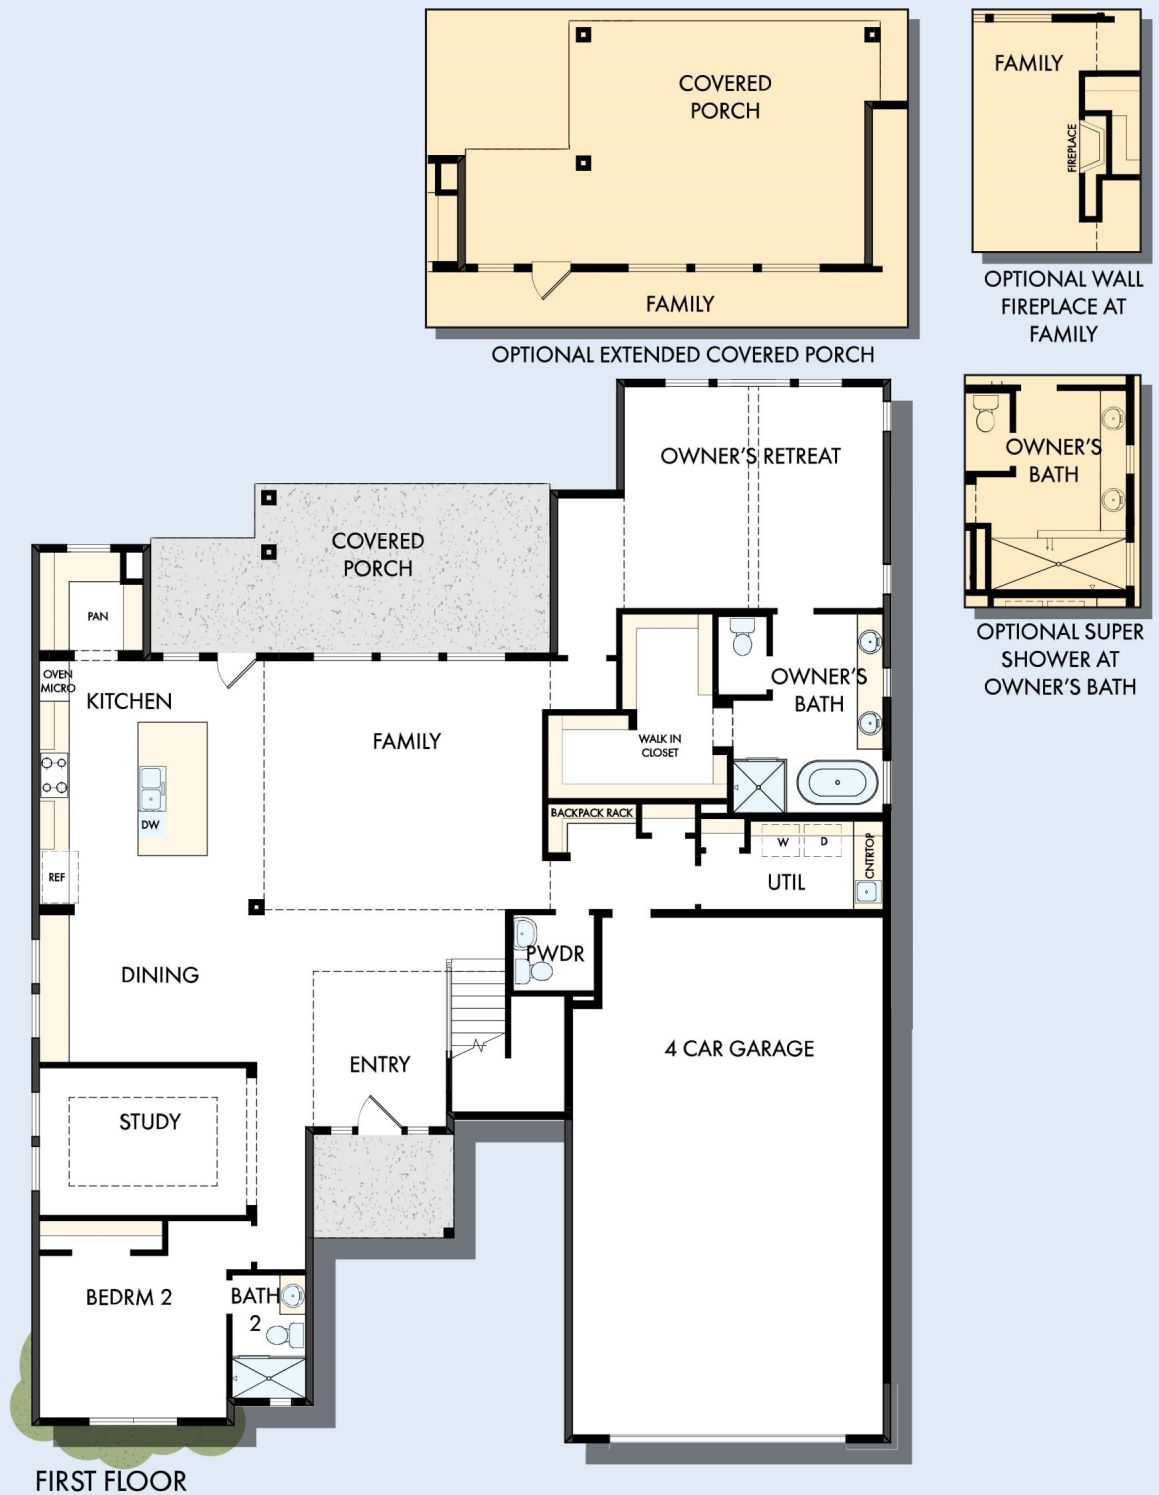 COVERED
PORCH
FAMILY
OPTIONAL EXTENDED COVERED PORCH
FAMILY
FIREPLACE
OPTIONAL WALL
FIREPLACE AT
FAMILY
OWNER'S
BATH
OPTIONAL SUPER
SHOWER AT
OWNER'S BATH
OWNER'S RETREAT
COVERED
PORCH
PAN
OVEN
MICRO
KITCHEN
FAMILY
WALK IN
CLOSET
OWNER'S
BATH
DW
REF
BACKPACK RACK
W
D
CNTRTOP
UTIL
PWDR
DINING
ENTRY
4 CAR GARAGE
STUDY
BEDRM 2
BATH
2
FIRST FLOOR